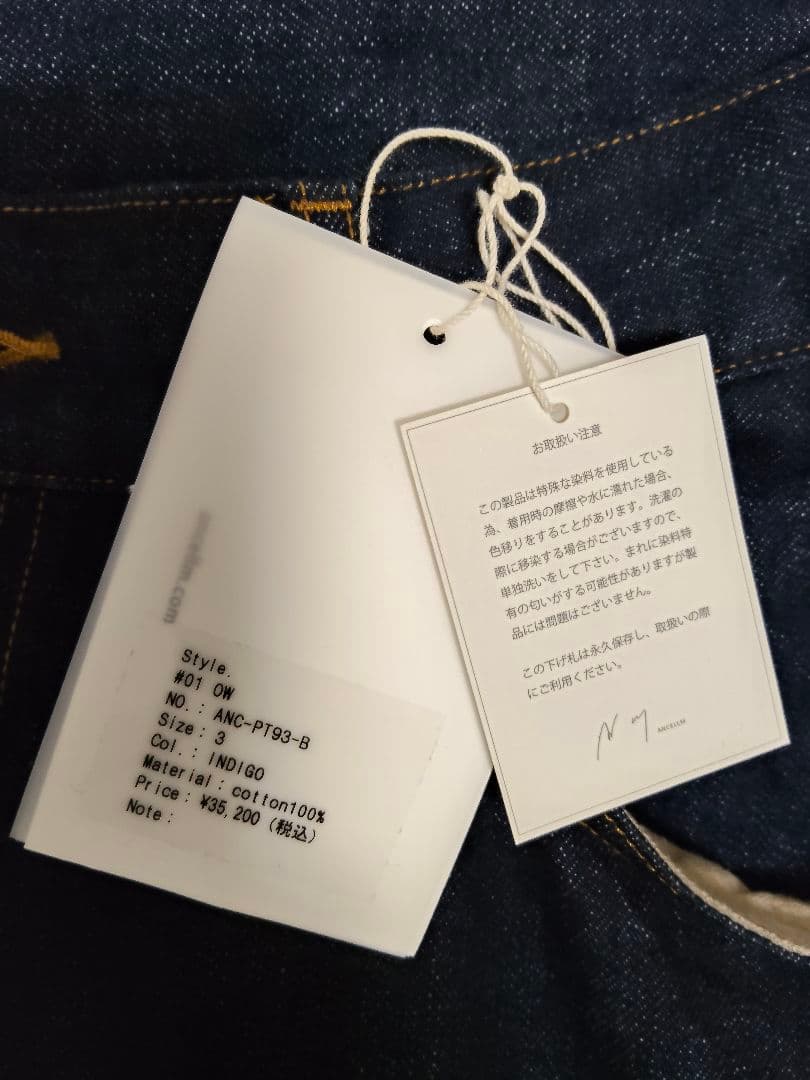 ancellm.com
Style.
#01 OW
NO. : ANC-PT93-B
Size : 3
Col. : INDIGO
Material : cotton100%
Price : ¥35,200 (税込)
Note :
お取扱い注意
この製品は特殊な染料を使用している
為、着用時の摩擦や水に濡れた場合、
色移りをすることがあります。洗濯の
際に移染する場合がございますので、
単独洗いをして下さい。まれに染料特
有の匂いがする可能性がありますが製
品には問題はございません。
この下げ札は永久保存し、取扱いの際
にご利用ください。
ANCELLM